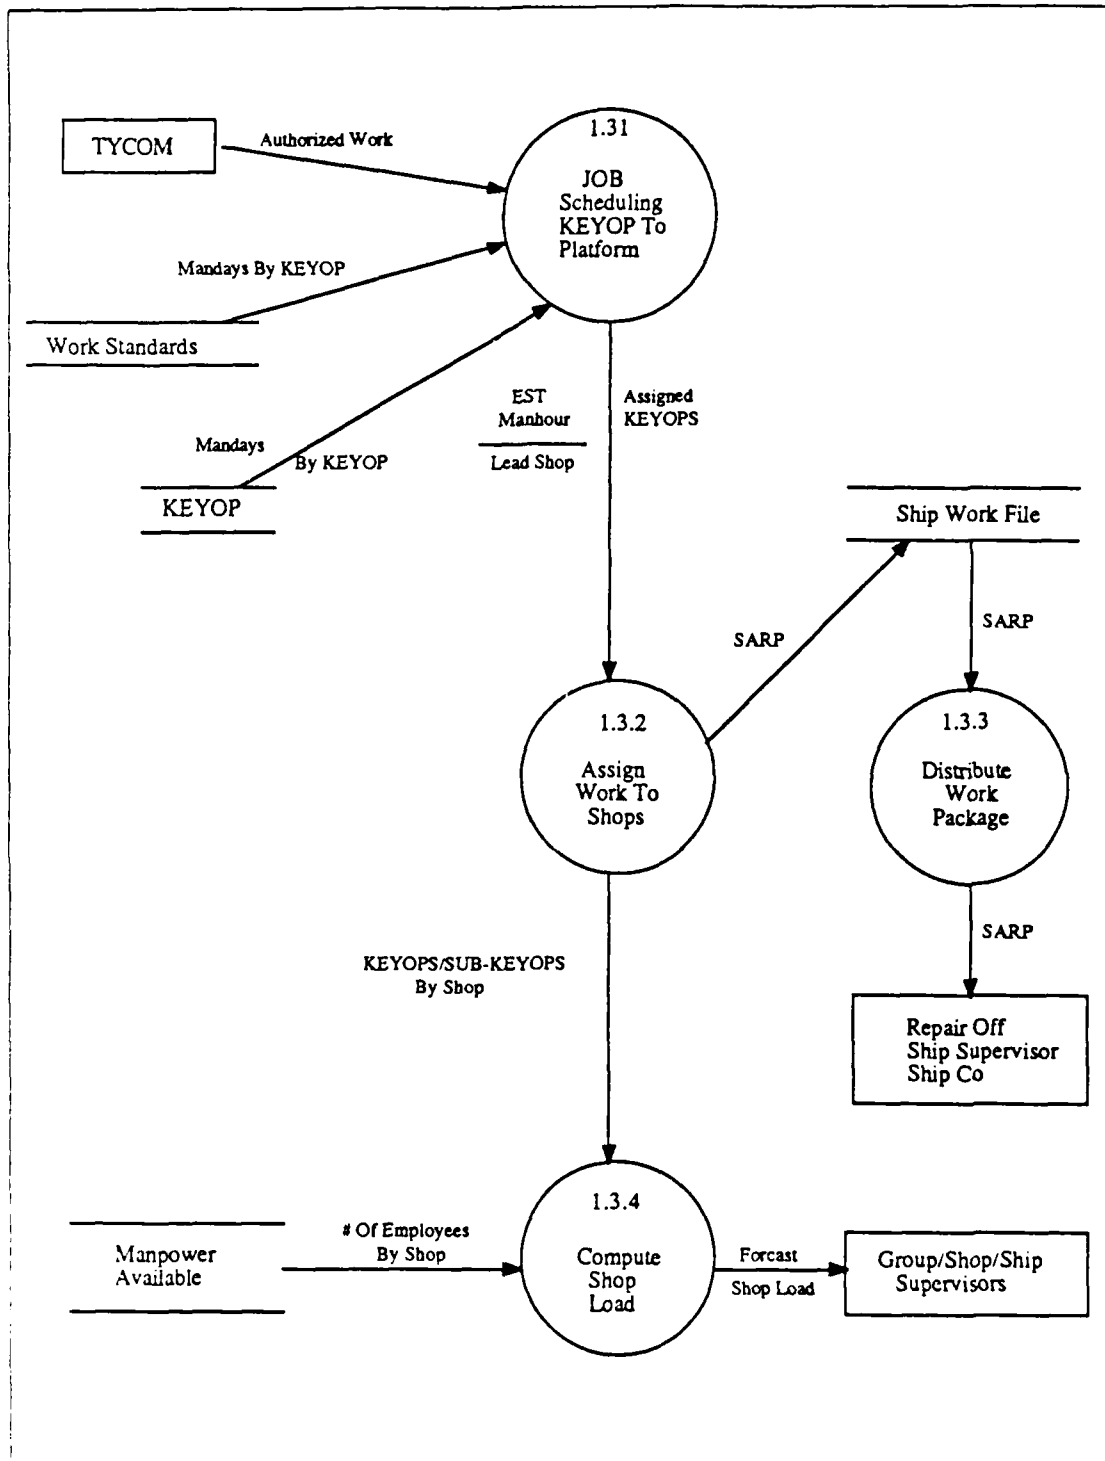 1.31
JOB
Scheduling
KEYOP To
Platform
TYCOM
Authorized Work
Mandays By KEYOP
Work Standards
Mandays
By KEYOP
KEYOP
EST
Manhour
Lead Shop
Assigned
KEYOPS
Ship Work File
SARP
SARP
1.3.2
Assign
Work To
Shops
1.3.3
Distribute
Work
Package
SARP
KEYOPS/SUB-KEYOPS
By Shop
Repair Off
Ship Supervisor
Ship Co
1.3.4
Compute
Shop
Load
Manpower
Available
# Of Employees
By Shop
Forcast
Shop Load
Group/Shop/Ship
Supervisors